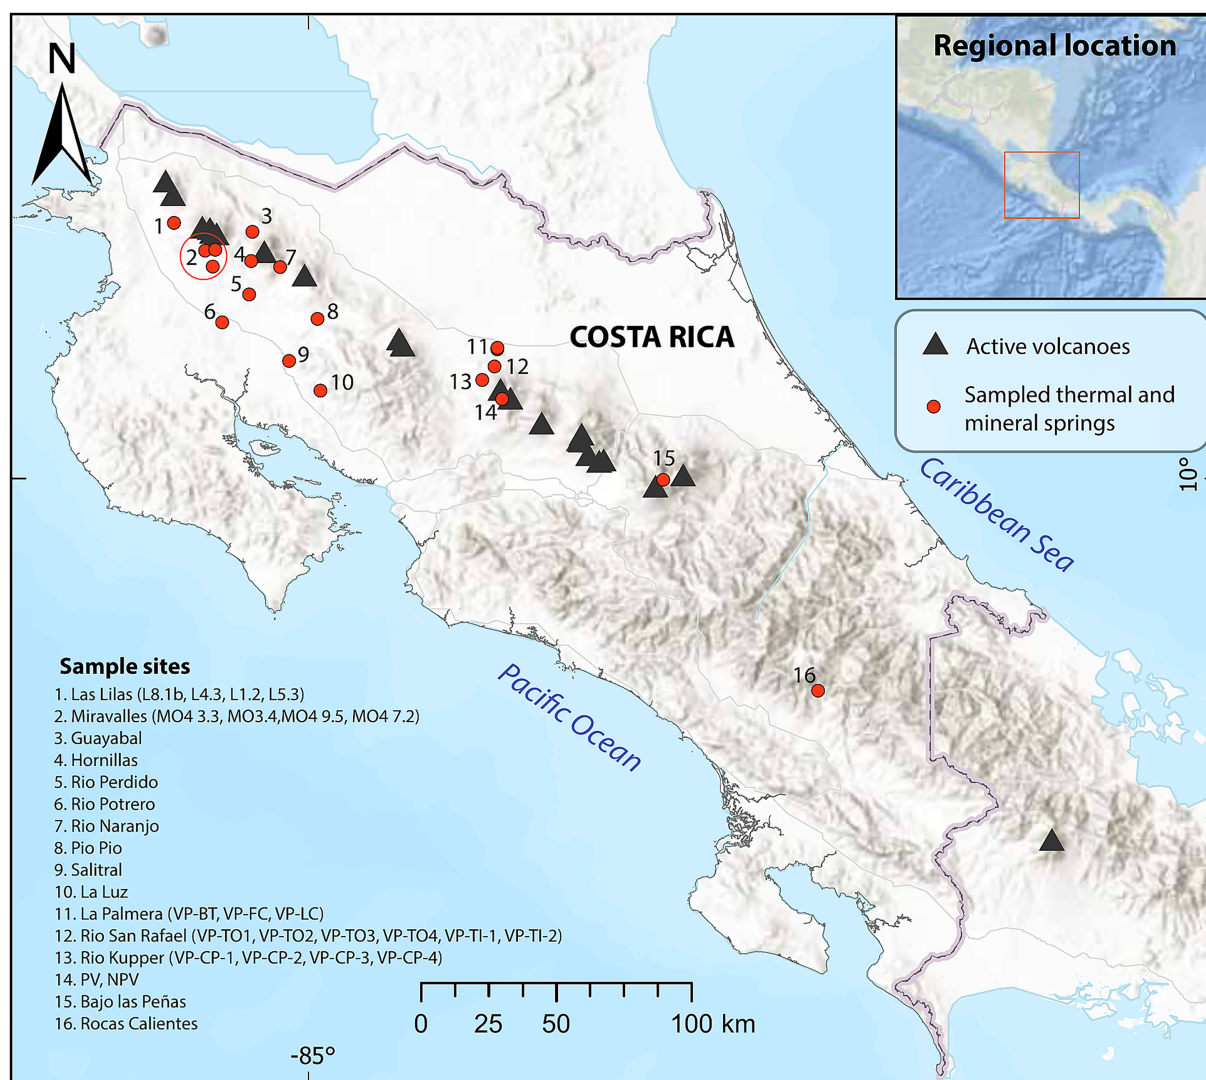 N
Regional location
Active volcanoes
Sampled thermal and
mineral springs
COSTA RICA
1
2
3
4
5
6
7
8
9
10
11
12
13
14
15
16
10°
Caribbean Sea
Pacific Ocean
Sample sites
1. Las Lilas (L8.1b, L4.3, L1.2, L5.3)
2. Miravalles (MO4 3.3, MO3.4,MO4 9.5, MO4 7.2)
3. Guayabal
4. Hornillas
5. Rio Perdido
6. Rio Potrero
7. Rio Naranjo
8. Pio Pio
9. Salitral
10. La Luz
11. La Palmera (VP-BT, VP-FC, VP-LC)
12. Rio San Rafael (VP-TO1, VP-TO2, VP-TO3, VP-TO4, VP-TI-1, VP-TI-2)
13. Rio Kupper (VP-CP-1, VP-CP-2, VP-CP-3, VP-CP-4)
14. PV, NPV
15. Bajo las Peñas
16. Rocas Calientes
0 25 50 100 km
-85°